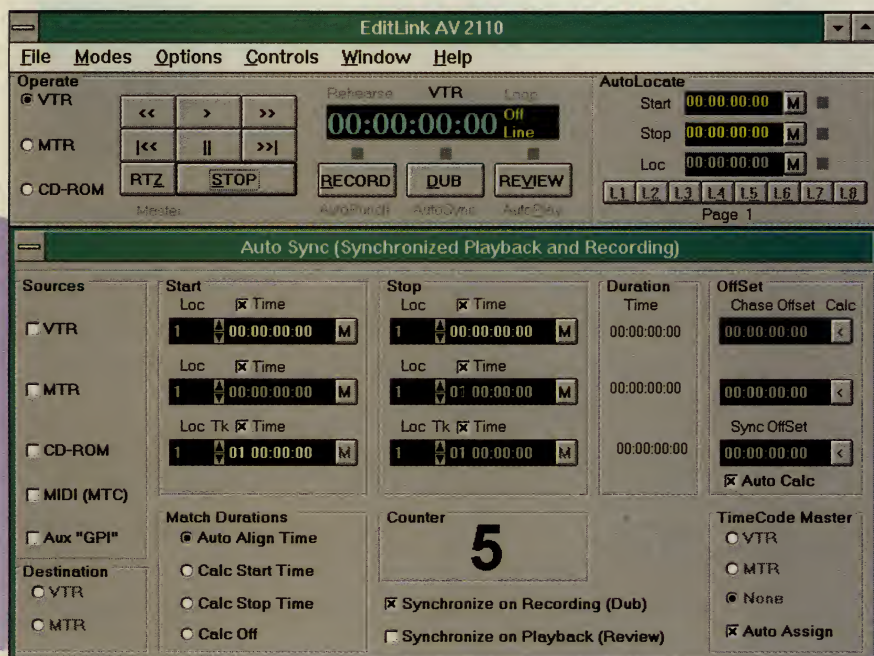 EditLink AV 2110
File Modes Options Controls Window Help
Operate
VTR
MTR
CD-ROM
<< > >>
|<< || >>|
RTZ STOP
Master
Rehearse VTR Loop
00:00:00:00 Off Line
RECORD DUB REVIEW
AutoPunch AutoSync AutoPlay
AutoLocate
Start 00:00:00:00 M
Stop 00:00:00:00 M
Loc 00:00:00:00 M
L1 L2 L3 L4 L5 L6 L7 L8
Page 1
Auto Sync (Synchronized Playback and Recording)
Sources
VTR
MTR
CD-ROM
MIDI (MTC)
Aux "GPI"
Destination
VTR
MTR
Start
Loc Time
1 00:00:00:00 M
Loc Time
1 00:00:00:00 M
Loc Tk Time
1 01 00:00:00 M
Stop
Loc Time
1 00:00:00:00 M
Loc Time
1 01 00:00:00 M
Loc Tk Time
1 01 00:00:00 M
Duration
Time
00:00:00:00
00:00:00:00
00:00:00:00
OffSet
Chase Offset Calc
00:00:00:00 <
00:00:00:00 <
Sync OffSet
00:00:00:00 <
Auto Calc
Match Durations
Auto Align Time
Calc Start Time
Calc Stop Time
Calc Off
Counter
5
Synchronize on Recording (Dub)
Synchronize on Playback (Review)
TimeCode Master
VTR
MTR
None
Auto Assign